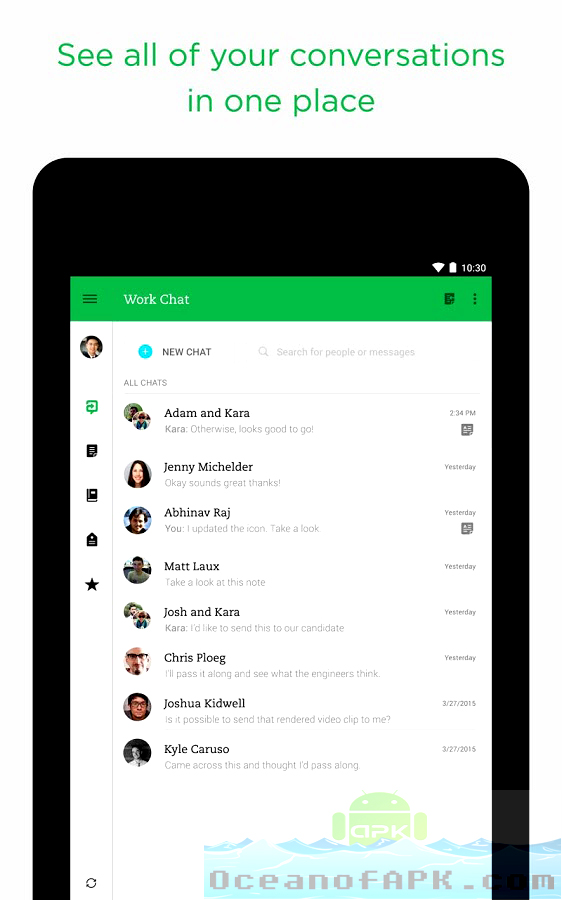 See all of your conversations
in one place
10:30
Work Chat
NEW CHAT
Search for people or messages
ALL CHATS
Adam and Kara
2:34 PM
Kara: Otherwise, looks good to go!
Jenny Michelder
Yesterday
Okay sounds great thanks!
Abhinav Raj
Yesterday
You: I updated the icon. Take a look
Matt Laux
Yesterday
Take a look at this note
Josh and Kara
Yesterday
Kara: I'd like to send this to our candidate
Chris Ploeg
Yesterday
I'll pass it along and see what the engineers think.
Joshua Kidwell
3/27/2015
Is it possible to send that rendered video clip to me?
Kyle Caruso
3/27/2015
Came across this and thought I'd pass along.
APK
OceanofAPK.com